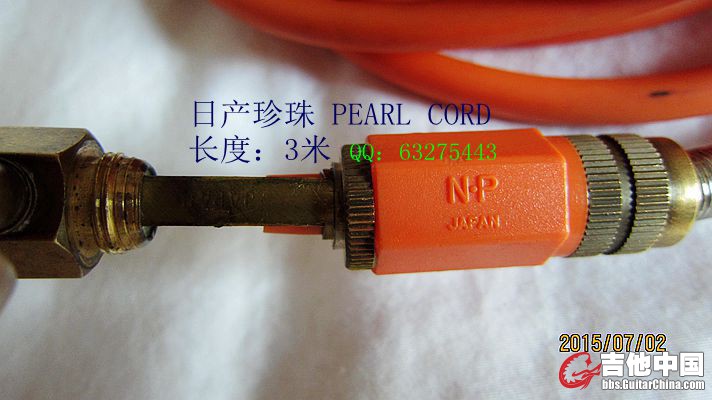 日产珍珠 PEARL CORD
长度：3米 QQ：63275443
N·P
JAPAN
2015/07/02
吉他中国
bbs.GuitarChina.com